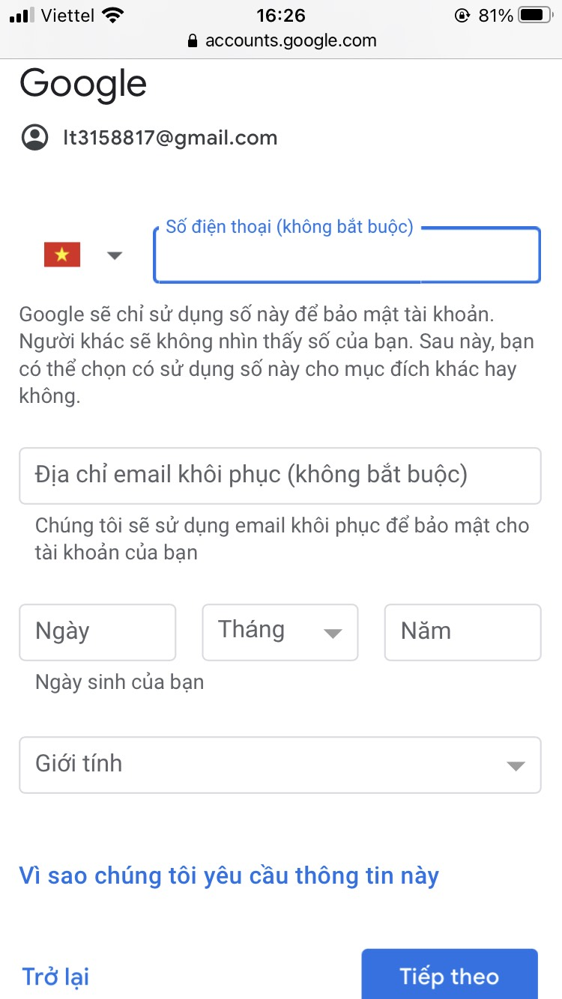 Viettel 16:26 81%
accounts.google.com
Google
lt3158817@gmail.com
Số điện thoại (không bắt buộc)
Google sẽ chỉ sử dụng số này để bảo mật tài khoản.
Người khác sẽ không nhìn thấy số của bạn. Sau này, bạn
có thể chọn có sử dụng số này cho mục đích khác hay
không.
Địa chỉ email khôi phục (không bắt buộc)
Chúng tôi sẽ sử dụng email khôi phục để bảo mật cho
tài khoản của bạn
Ngày Tháng Năm
Ngày sinh của bạn
Giới tính
Vì sao chúng tôi yêu cầu thông tin này
Trở lại Tiếp theo